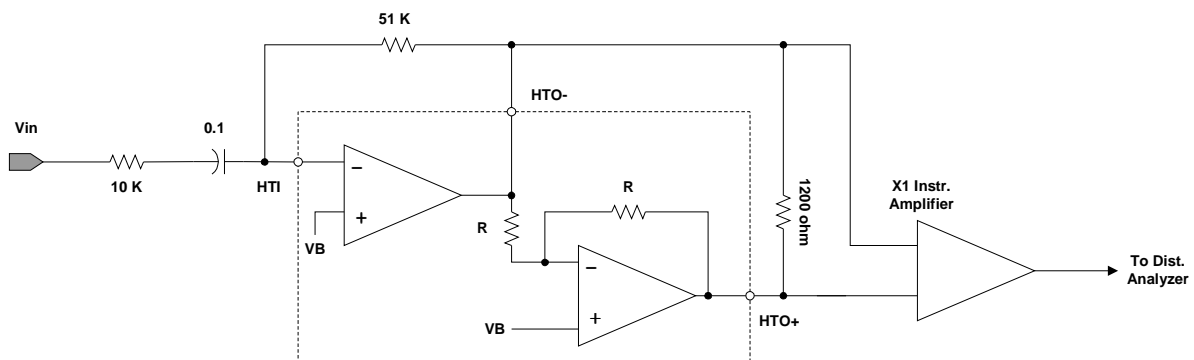 51 K
HTO-
Vin
0.1
10 K
HTI
VB
R
R
1200 ohm
X1 Instr.
Amplifier
VB
HTO+
To Dist.
Analyzer